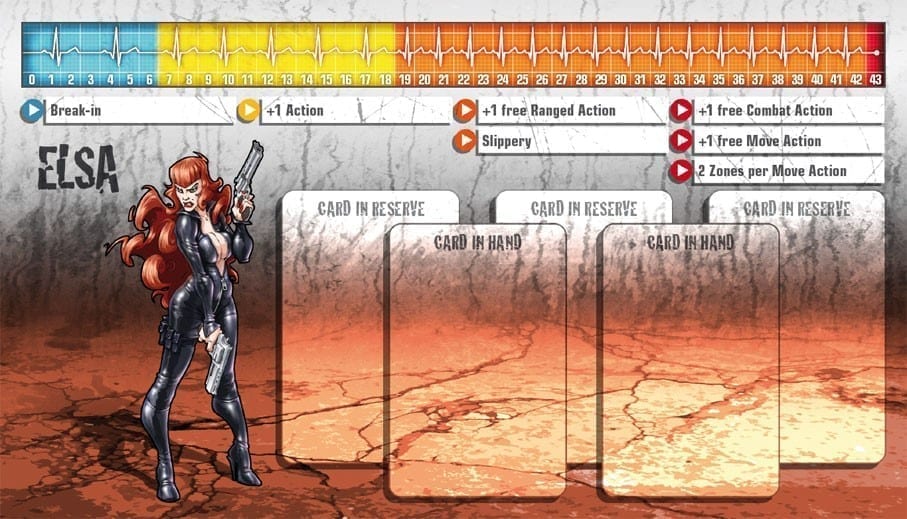 0 1 2 3 4 5 6 7 8 9 10 11 12 13 14 15 16 17 18 19 20 21 22 23 24 25 26 27 28 29 30 31 32 33 34 35 36 37 38 39 40 41 42 43
Break-in
+1 Action
+1 free Ranged Action
+1 free Combat Action
Slippery
+1 free Move Action
2 Zones per Move Action
ELSA
CARD IN RESERVE
CARD IN RESERVE
CARD IN RESERVE
CARD IN HAND
CARD IN HAND